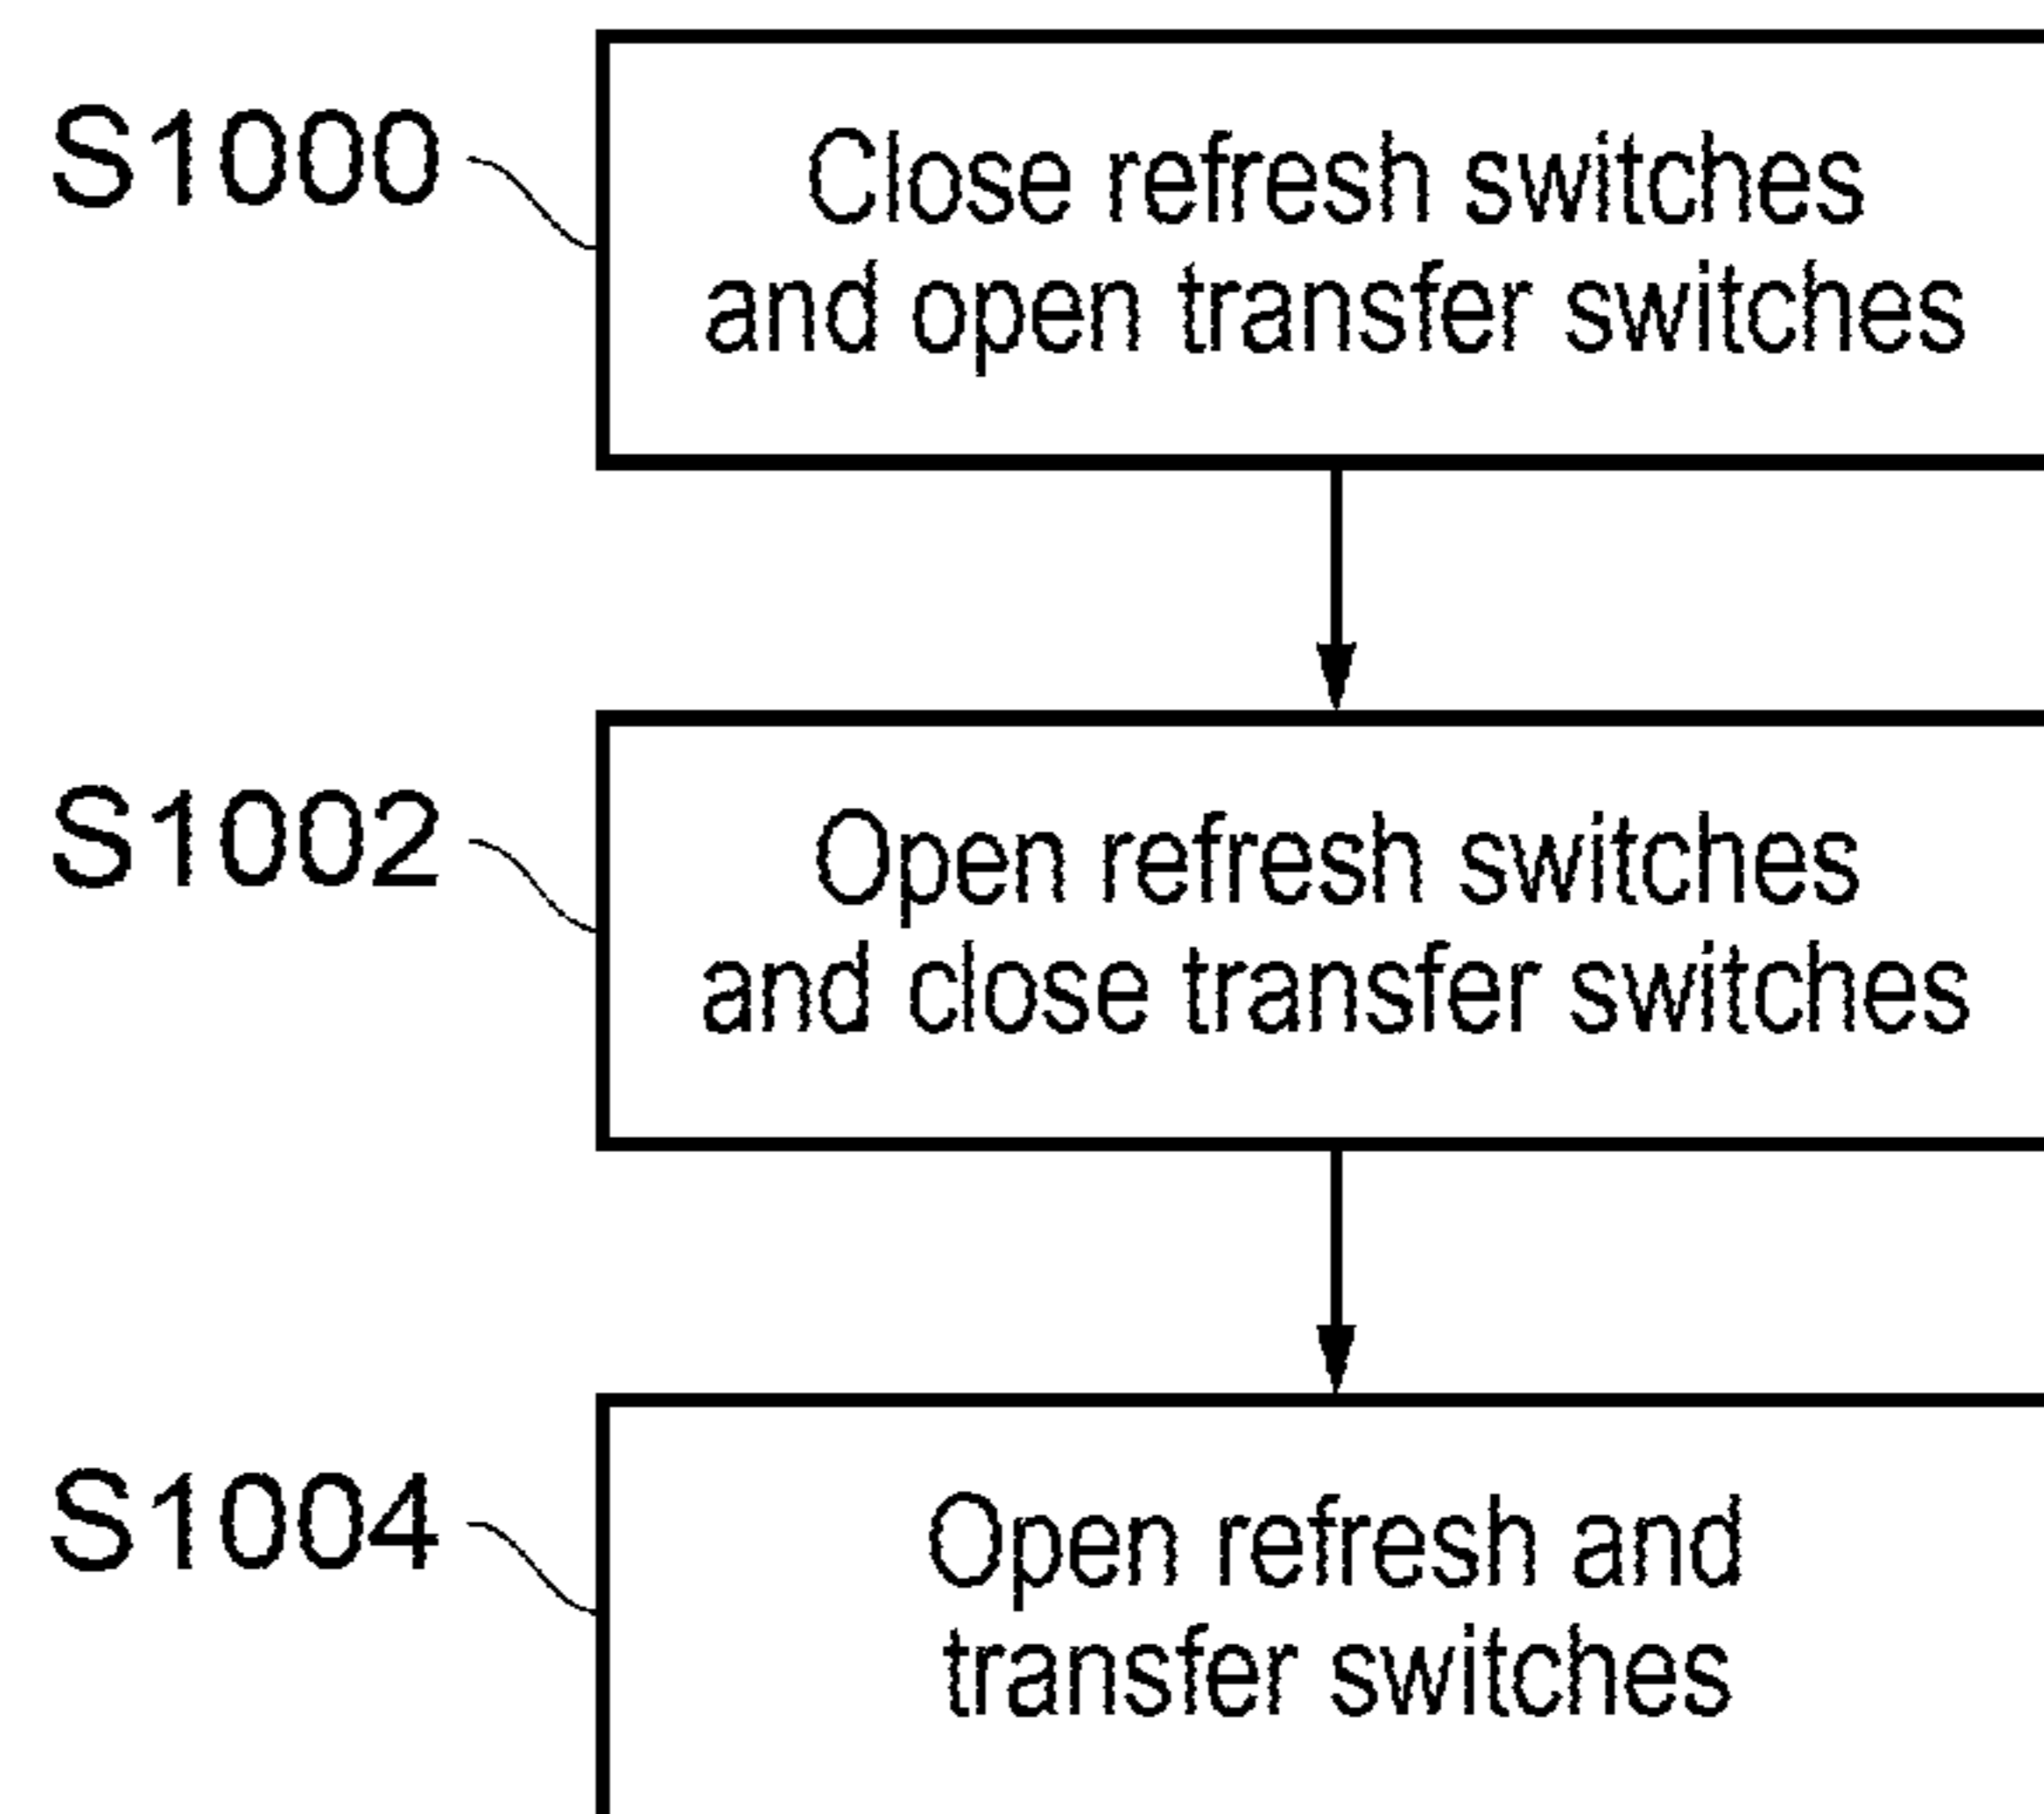 S1000
Close refresh switches
and open transfer switches
S1002
Open refresh switches
and close transfer switches
S1004
Open refresh and
transfer switches